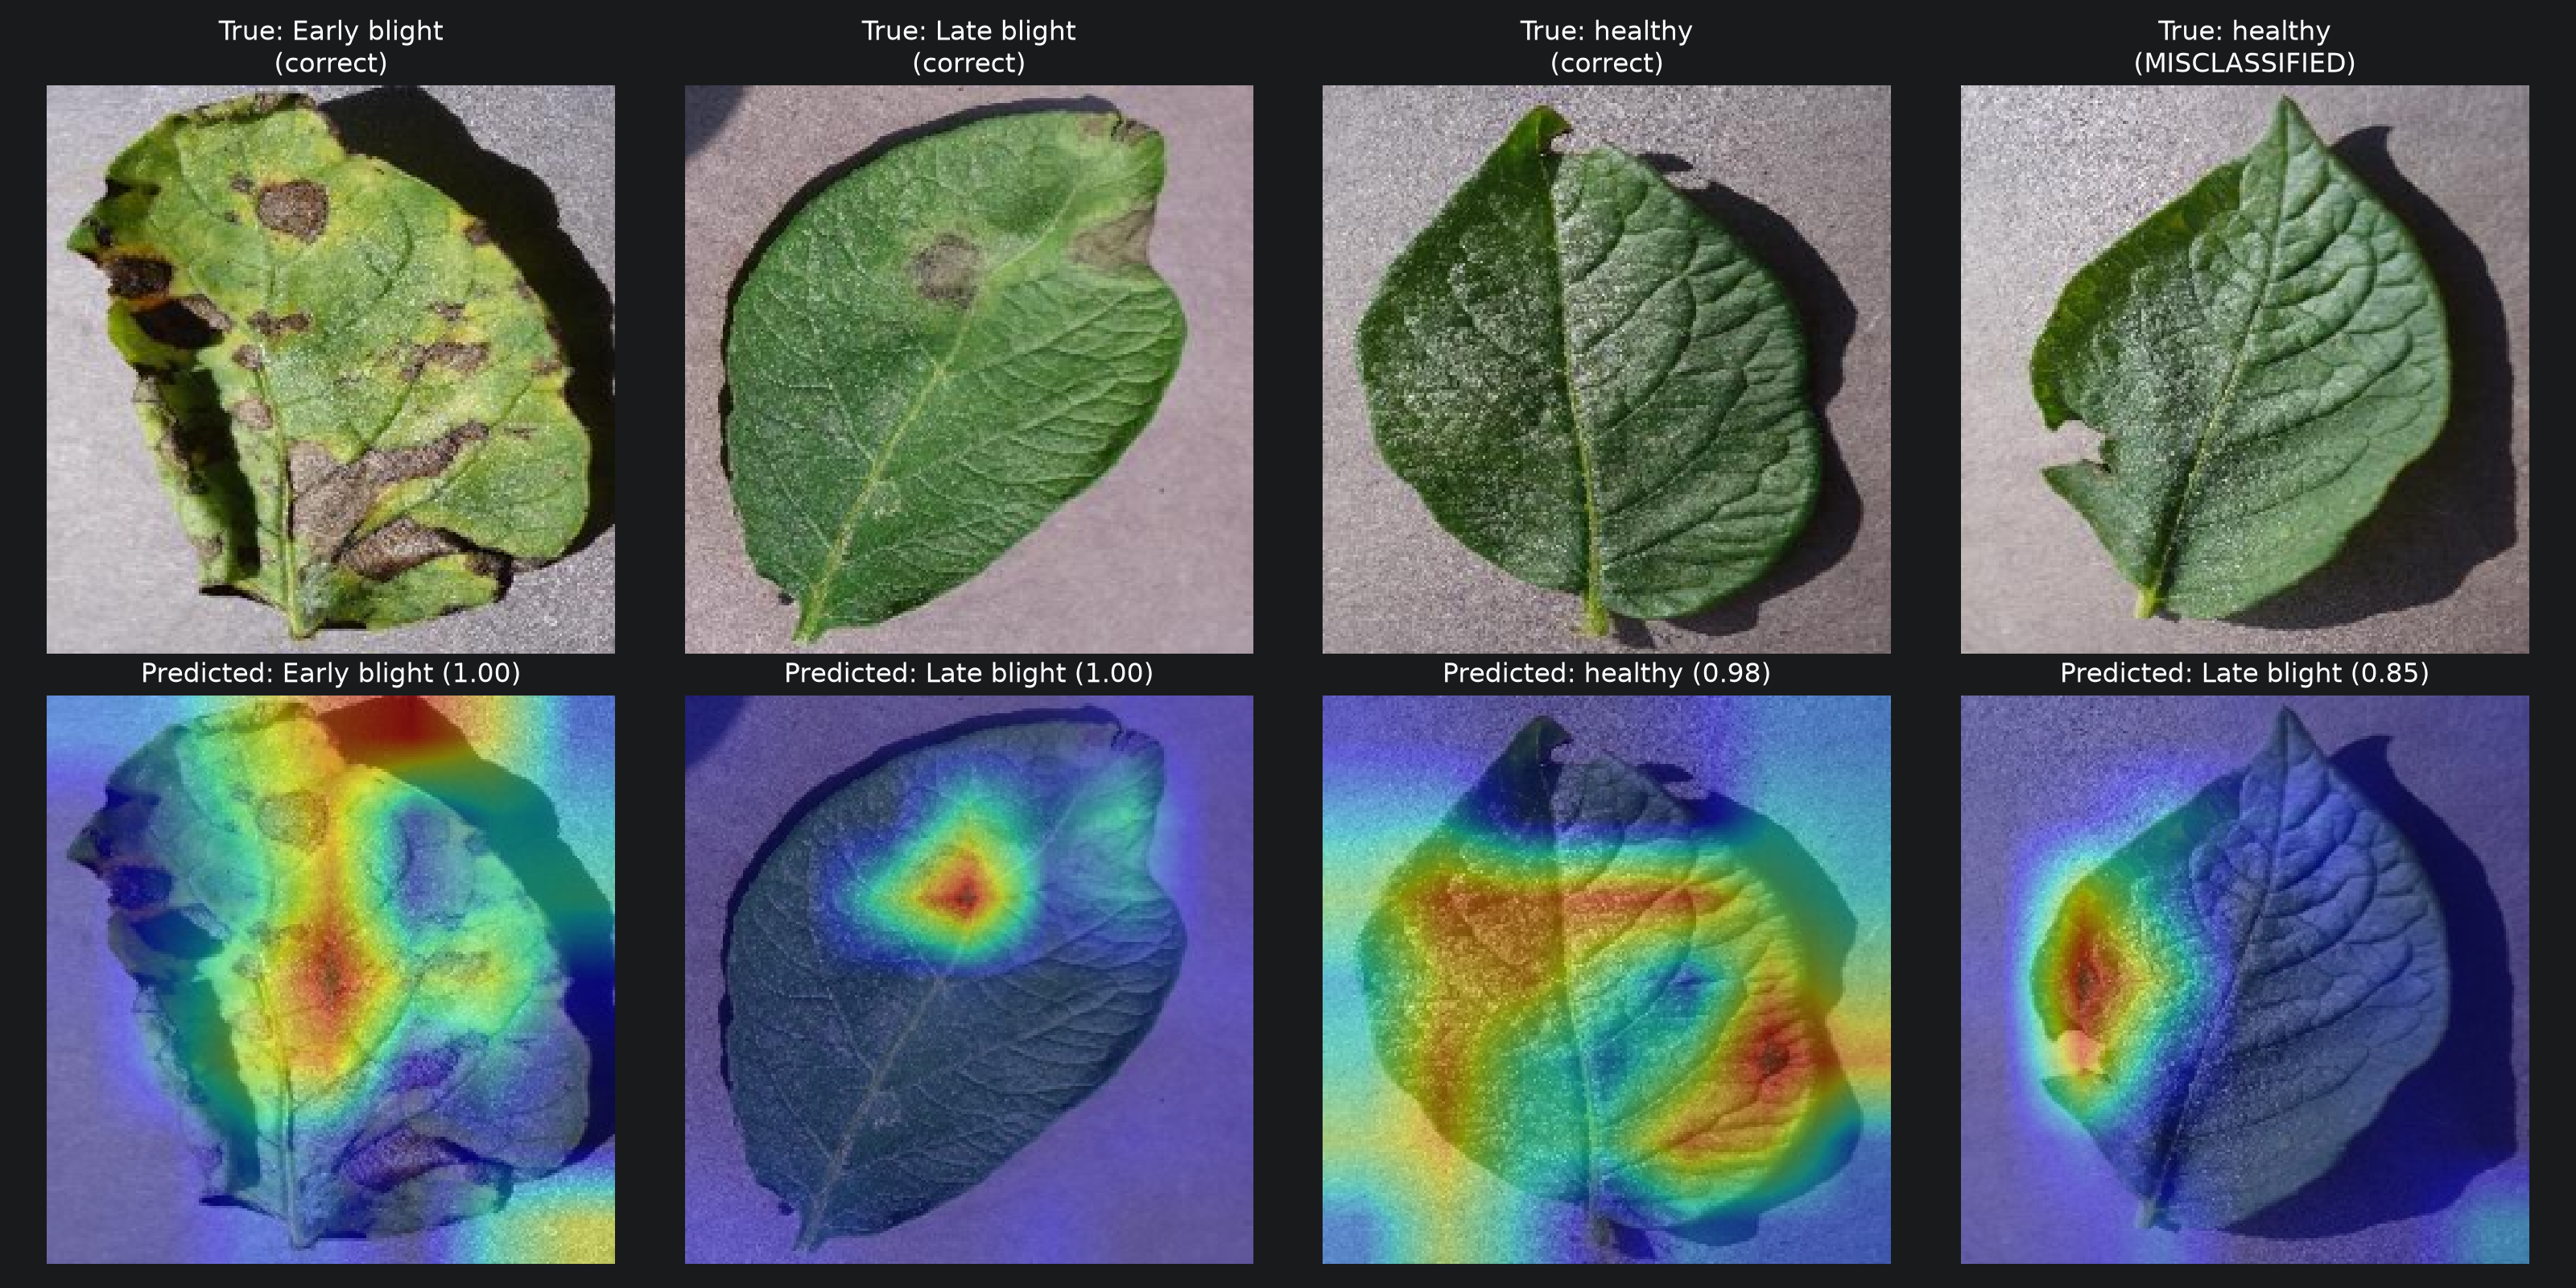 True: Early blight
(correct)
True: Late blight
(correct)
True: healthy
(correct)
True: healthy
(MISCLASSIFIED)
Predicted: Early blight (1.00)
Predicted: Late blight (1.00)
Predicted: healthy (0.98)
Predicted: Late blight (0.85)